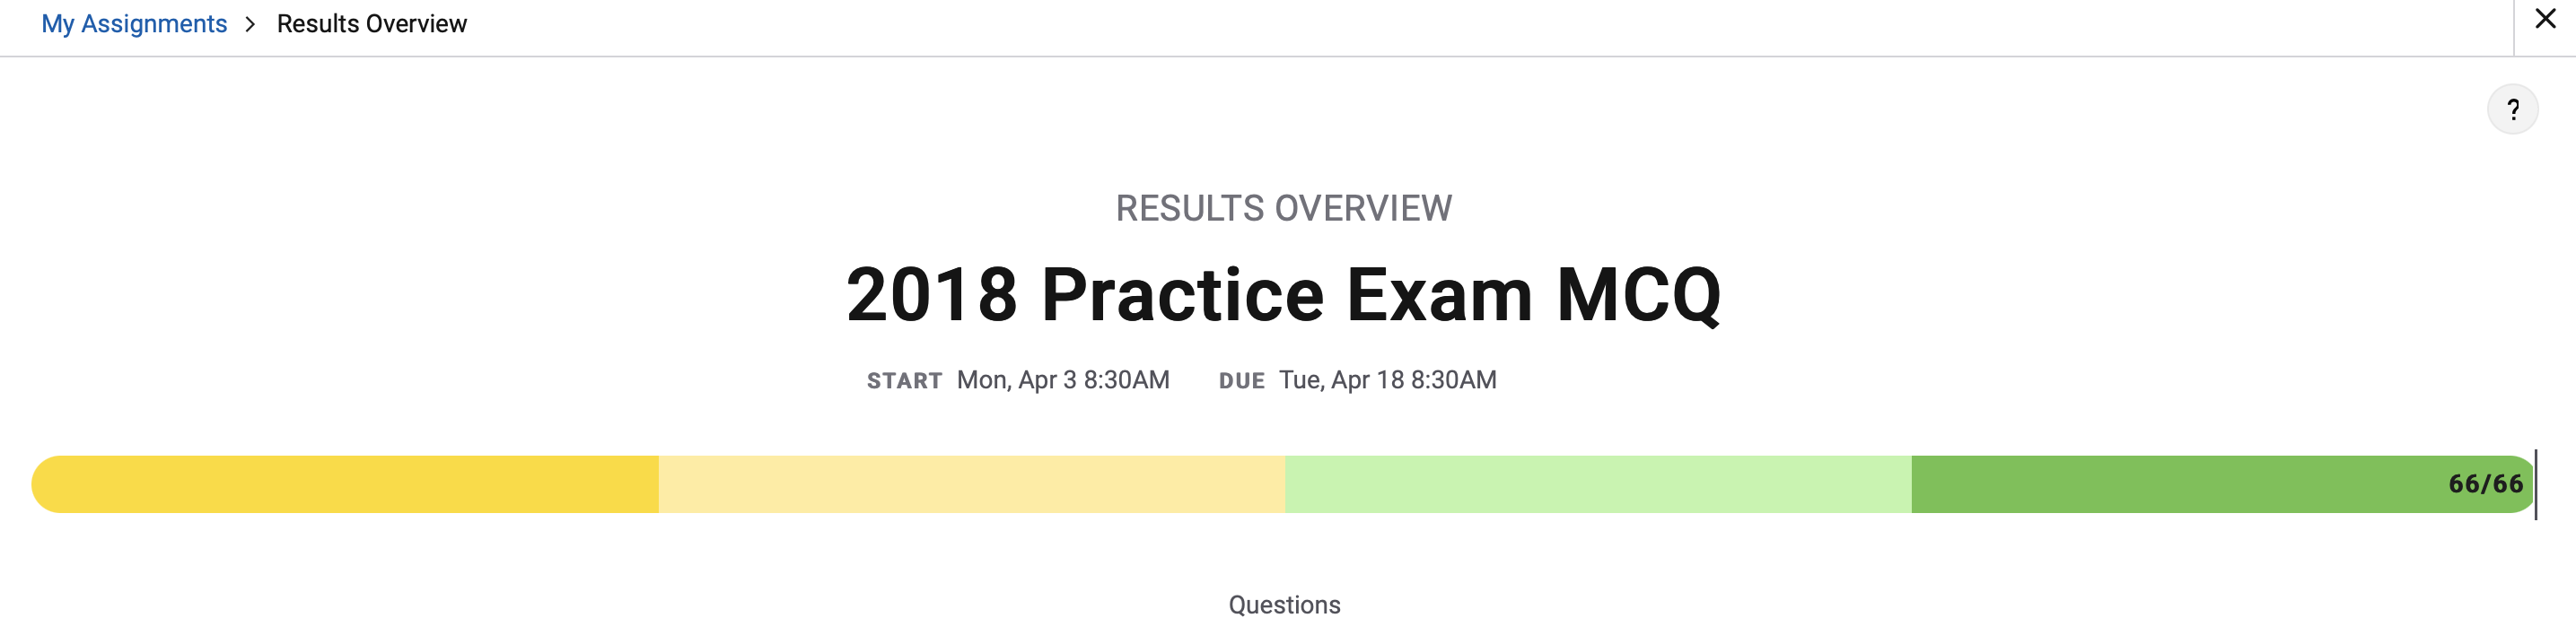 My Assignments > Results Overview
RESULTS OVERVIEW
2018 Practice Exam MCQ
START Mon, Apr 3 8:30AM DUE Tue, Apr 18 8:30AM
66/66
Questions